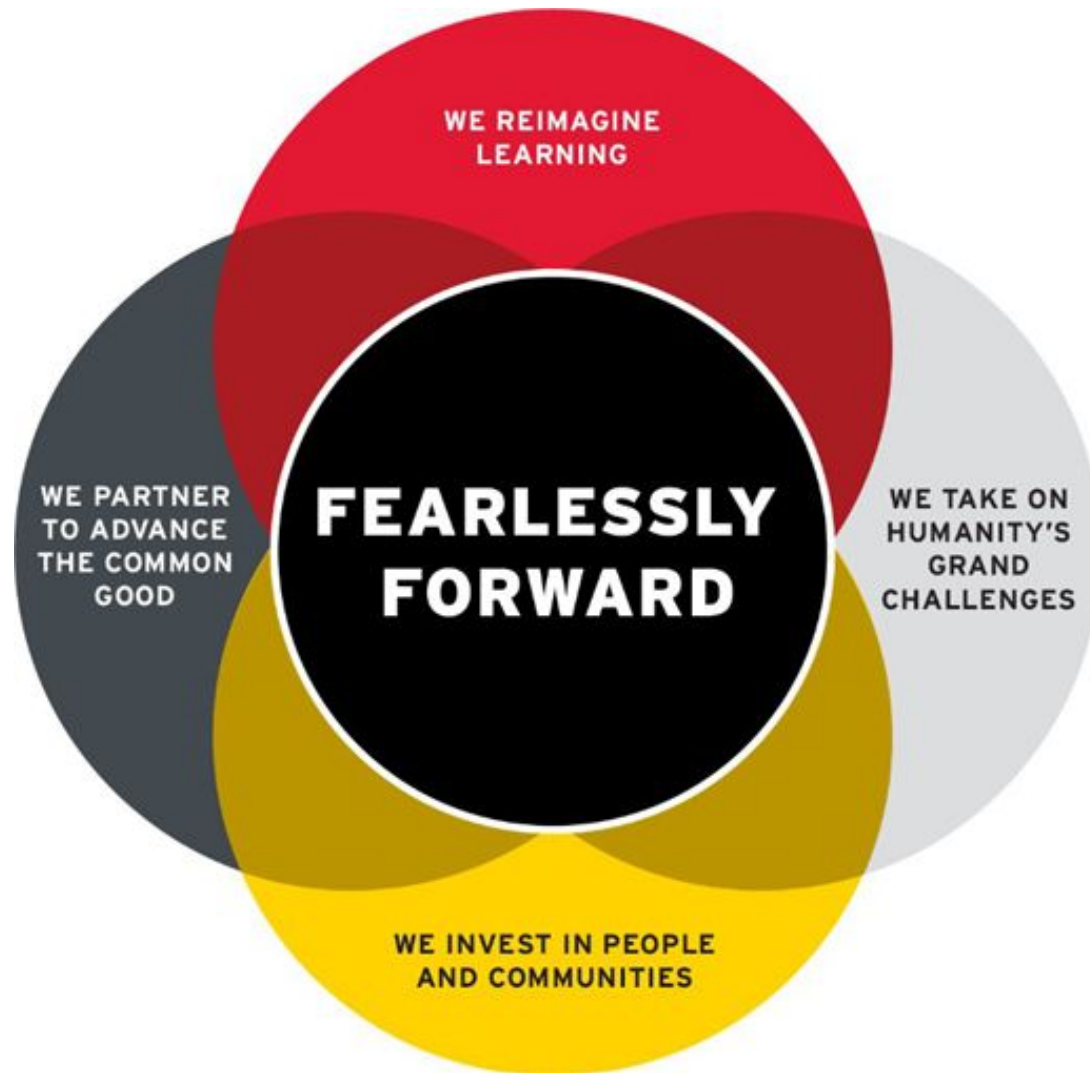 WE REIMAGINE
LEARNING
WE PARTNER
TO ADVANCE
THE COMMON
GOOD
FEARLESSLY
FORWARD
WE TAKE ON
HUMANITY'S
GRAND
CHALLENGES
WE INVEST IN PEOPLE
AND COMMUNITIES